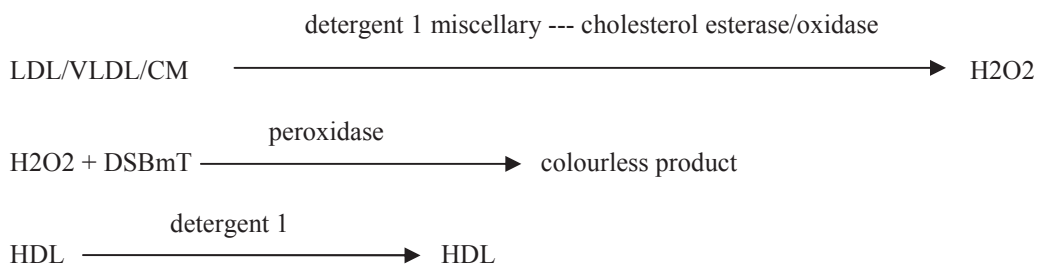 detergent 1 miscellary --- cholesterol esterase/oxidase
LDL/VLDL/CM H2O2
peroxidase
H2O2 + DSBmT colourless product
detergent 1
HDL HDL